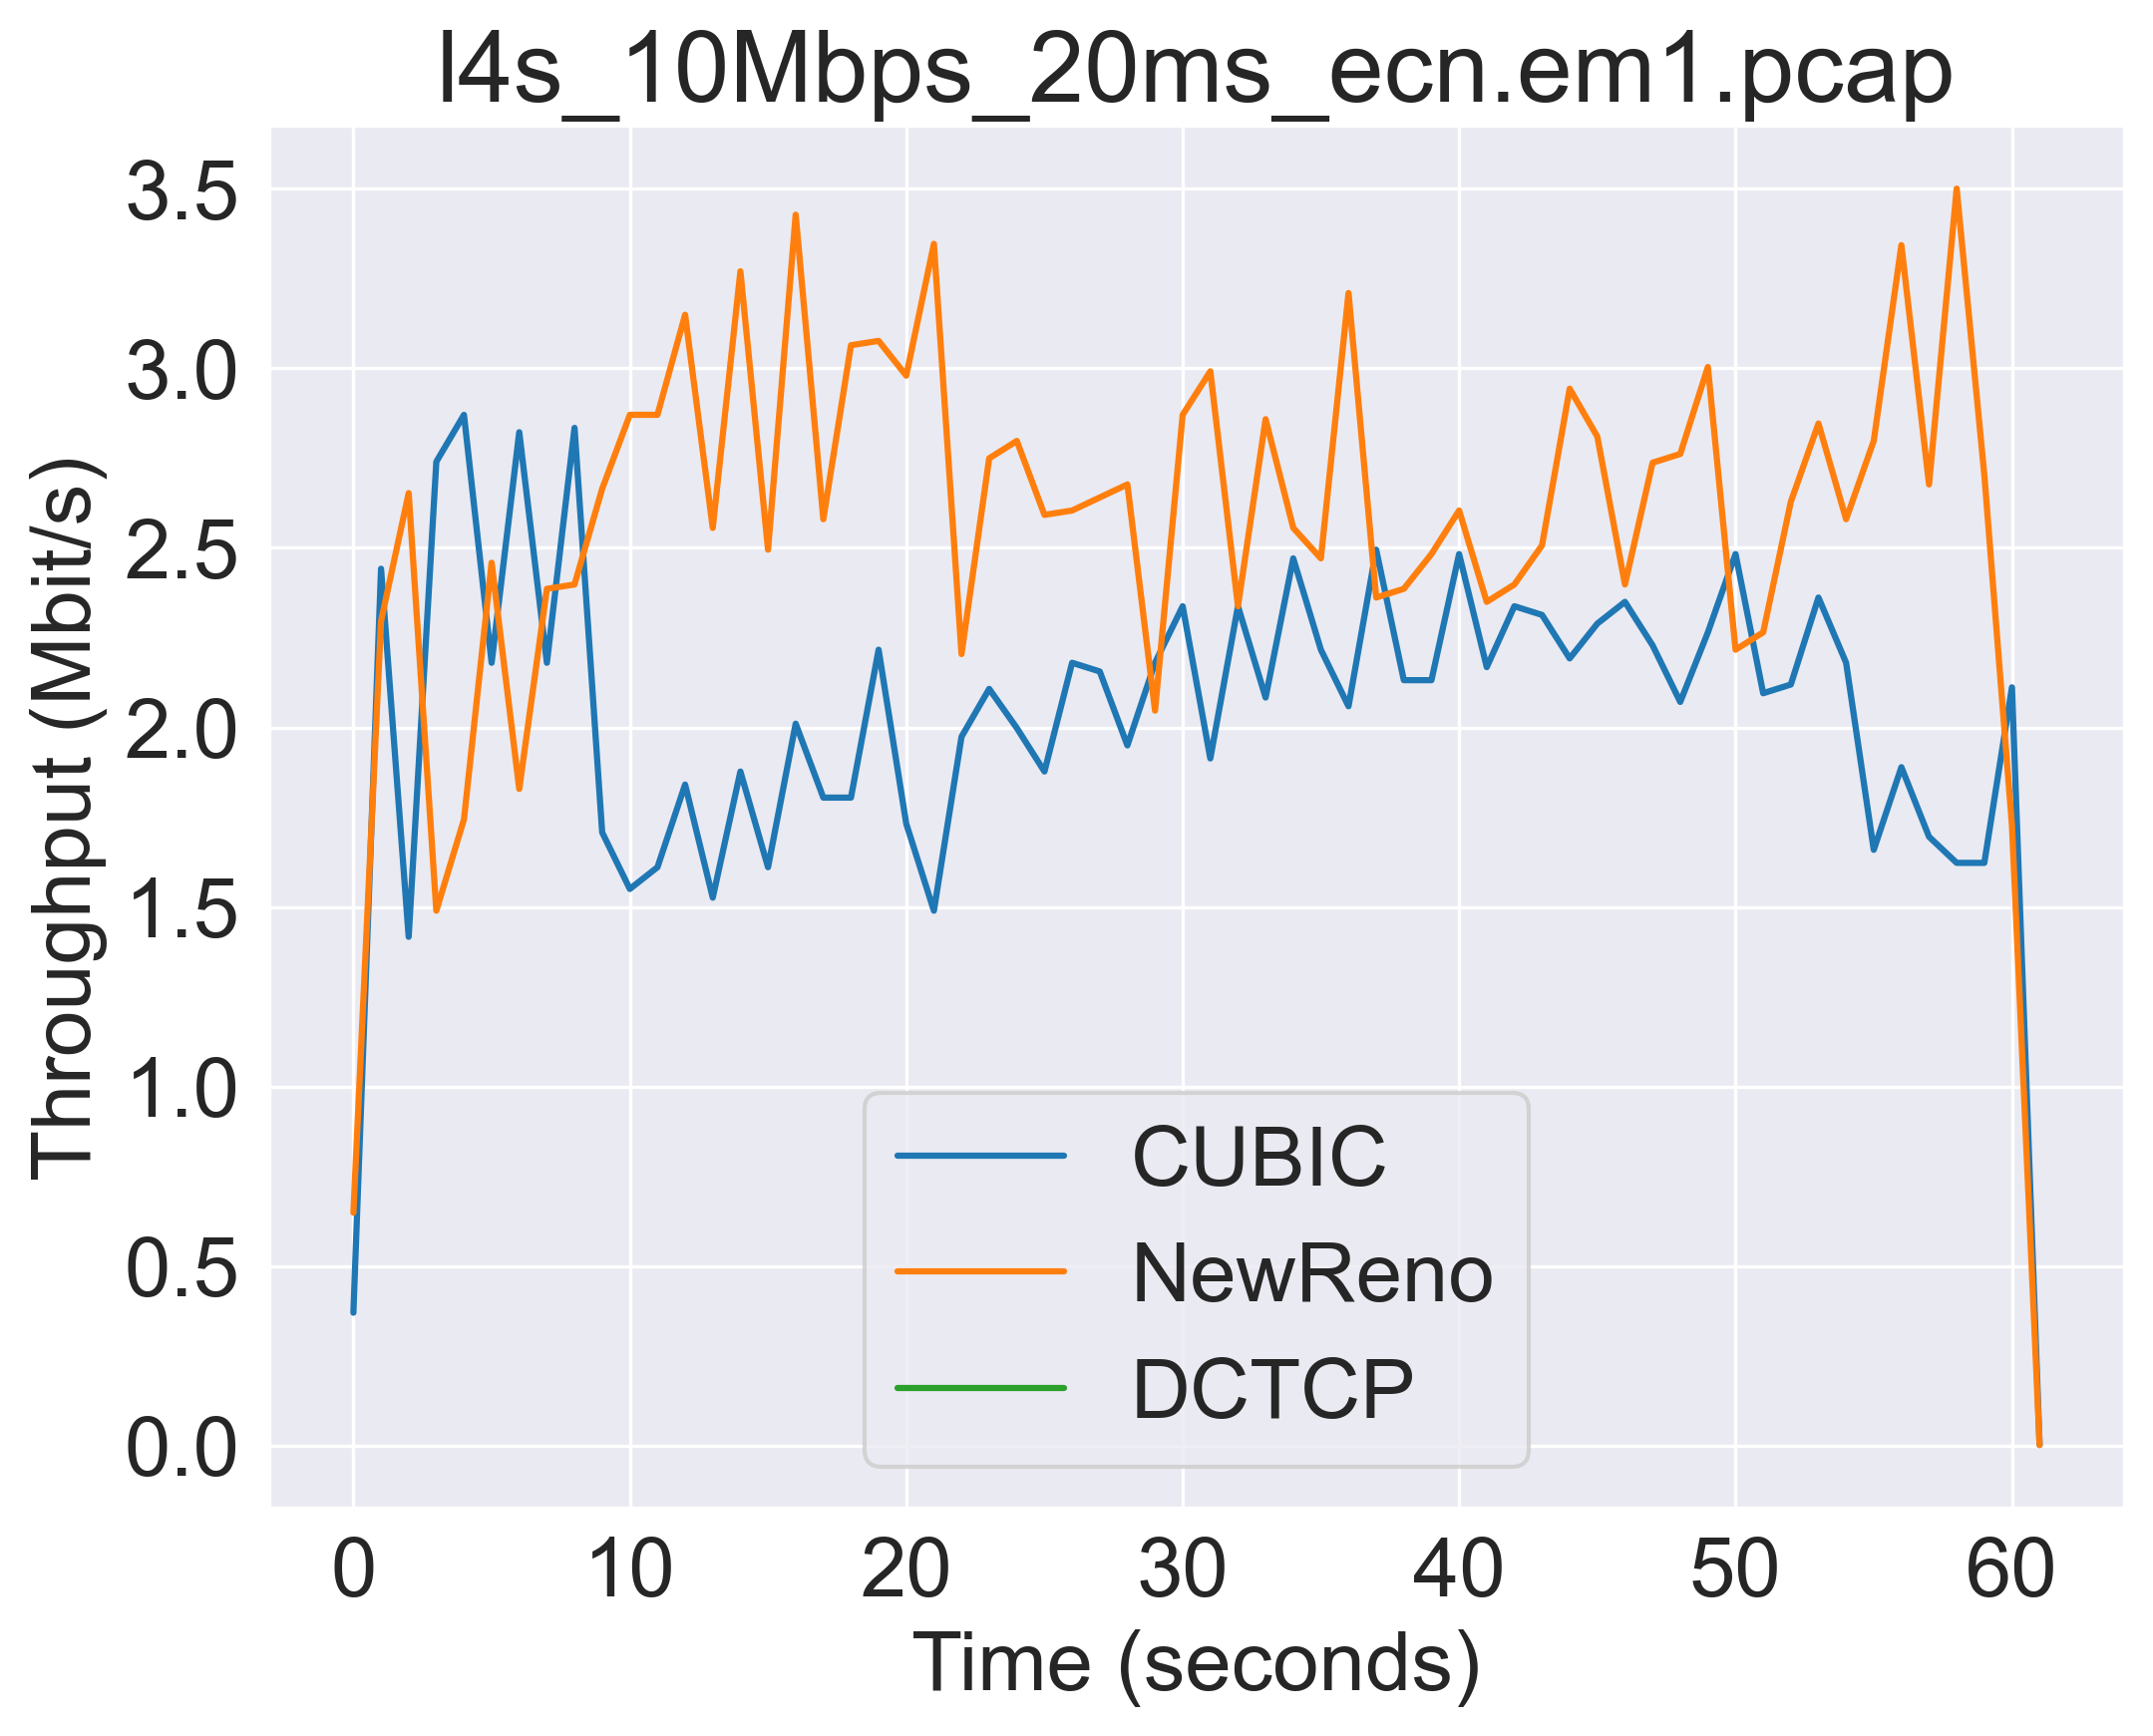 l4s_10Mbps_20ms_ecn.em1.pcap
Throughput (Mbit/s)
3.5
3.0
2.5
2.0
1.5
1.0
0.5
0.0
CUBIC
NewReno
DCTCP
0 10 20 30 40 50 60
Time (seconds)